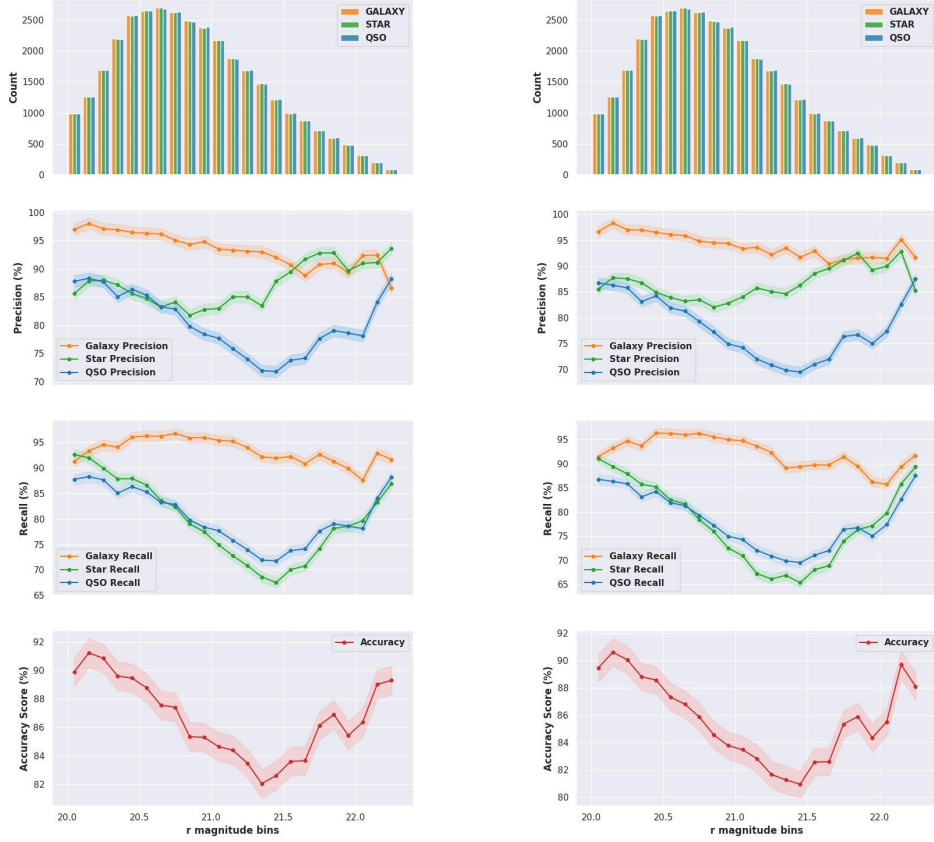 GALAXY
STAR
QSO
2500
2000
1500
1000
500
0
Count
GALAXY
STAR
QSO
2500
2000
1500
1000
500
0
Count
100
95
90
85
80
75
70
Precision (%)
Galaxy Precision
Star Precision
QSO Precision
100
95
90
85
80
75
70
Precision (%)
Galaxy Precision
Star Precision
QSO Precision
95
90
85
80
75
70
65
Recall (%)
Galaxy Recall
Star Recall
QSO Recall
95
90
85
80
75
70
65
Recall (%)
Galaxy Recall
Star Recall
QSO Recall
92
90
88
86
84
82
Accuracy Score (%)
Accuracy
20.0 20.5 21.0 21.5 22.0
r magnitude bins
92
90
88
86
84
82
80
Accuracy Score (%)
Accuracy
20.0 20.5 21.0 21.5 22.0
r magnitude bins